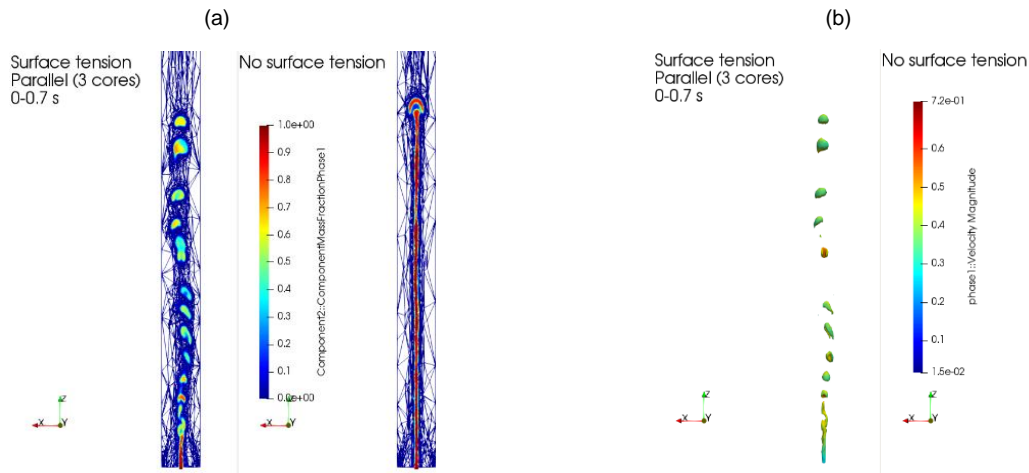 (a)
(b)
Surface tension
Parallel (3 cores)
0-0.7 s
No surface tension
1.0e+00
0.9
0.8
0.7
0.6
0.5
0.4
0.3
0.2
0.1
0.0e+00
Component2::ComponentMassFractionPhase1
X
Y
Z
Surface tension
Parallel (3 cores)
0-0.7 s
No surface tension
7.2e-01
0.6
0.5
0.4
0.3
0.2
0.1
1.5e-02
phase1::Velocity Magnitude
X
Y
Z